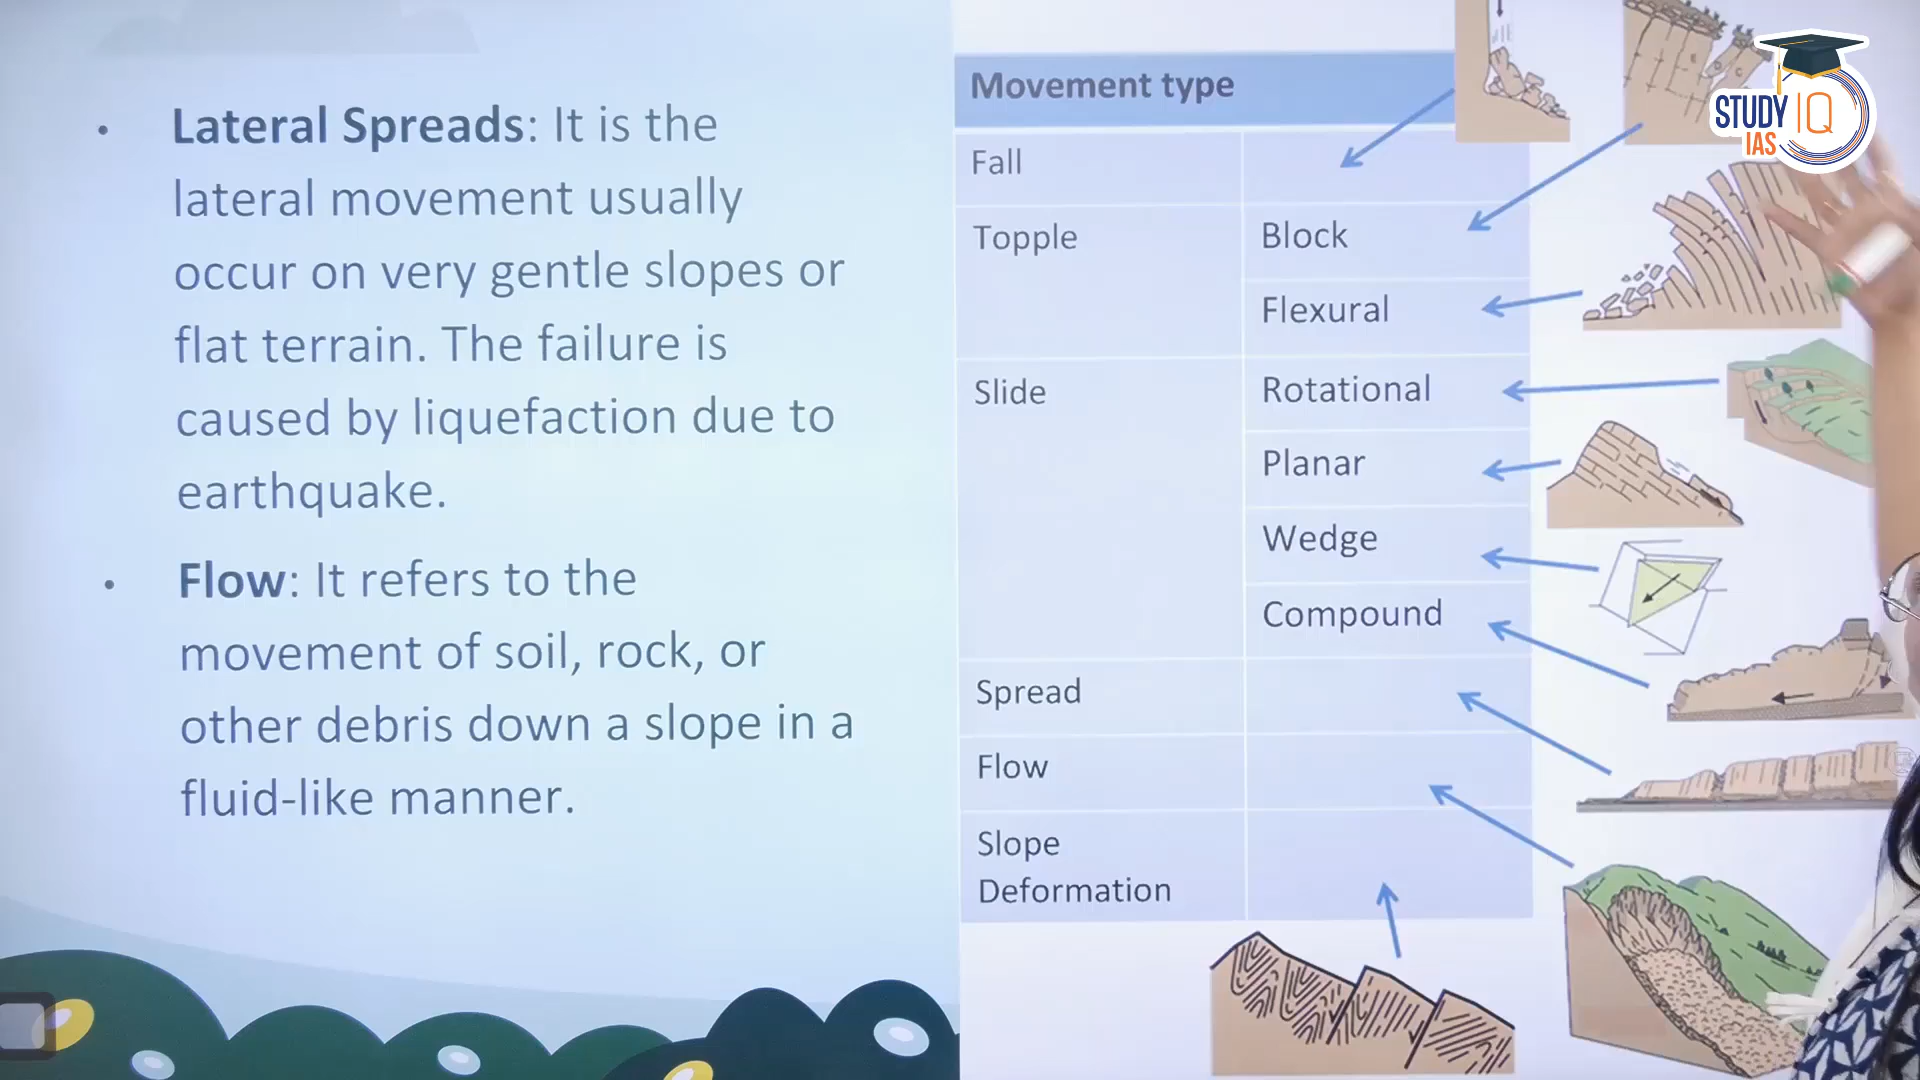 • Lateral Spreads: It is the
lateral movement usually
occur on very gentle slopes or
flat terrain. The failure is
caused by liquefaction due to
earthquake.
• Flow: It refers to the
movement of soil, rock, or
other debris down a slope in a
fluid-like manner.
Movement type
Fall
Topple
Block
Flexural
Slide
Rotational
Planar
Wedge
Compound
Spread
Flow
Slope
Deformation
STUDY IQ
IAS